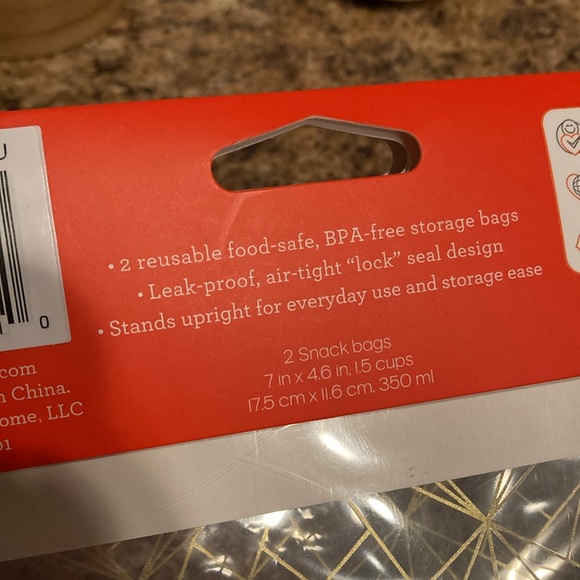 • 2 reusable food-safe, BPA-free storage bags
• Leak-proof, air-tight “lock” seal design
• Stands upright for everyday use and storage ease
2 Snack bags
7 in x 4.6 in, 1.5 cups
17.5 cm x 11.6 cm, 350 ml
U
0
.com
China.
ome, LLC
01